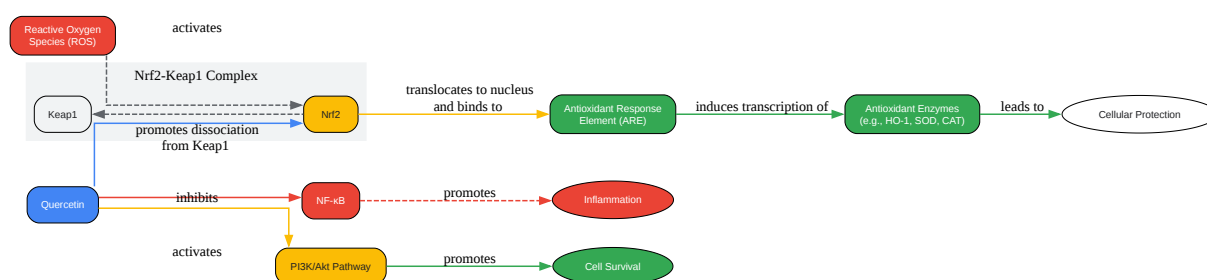 Reactive Oxygen
Species (ROS)
activates
Nrf2-Keap1 Complex
Keap1
Nrf2
translocates to nucleus
and binds to
Antioxidant Response
Element (ARE)
induces transcription of
Antioxidant Enzymes
(e.g., HO-1, SOD, CAT)
leads to
Cellular Protection
promotes dissociation
from Keap1
Quercetin
inhibits
NF-κB
promotes
Inflammation
activates
PI3K/Akt Pathway
promotes
Cell Survival